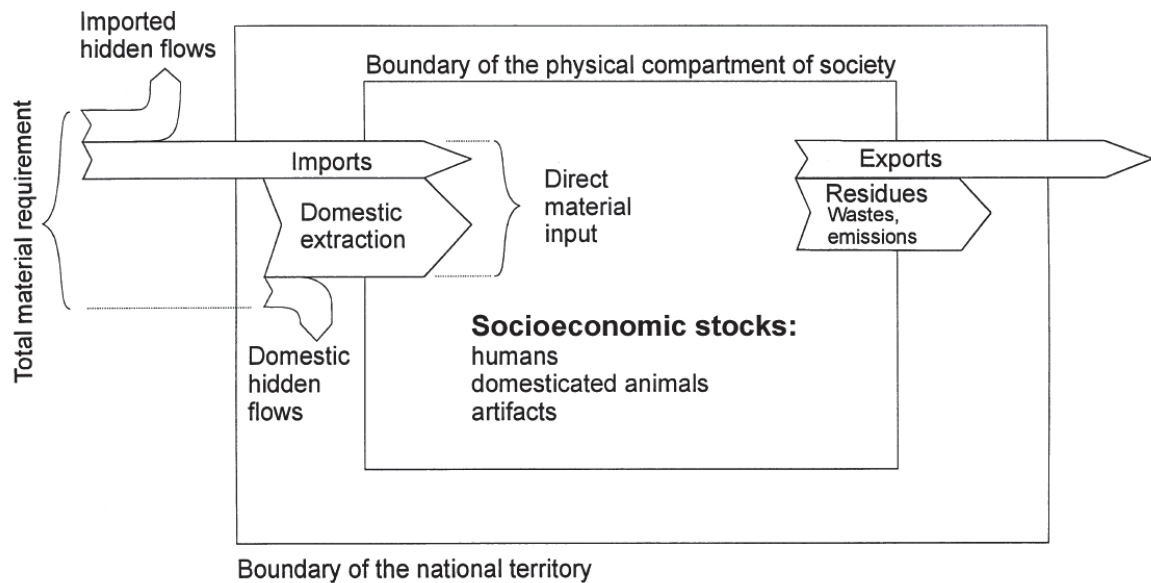 Imported
hidden flows
Boundary of the physical compartment of society
Total material requirement
Imports
Exports
Domestic
extraction
Direct
material
input
Residues
Wastes,
emissions
Socioeconomic stocks:
humans
domesticated animals
artifacts
Domestic
hidden
flows
Boundary of the national territory